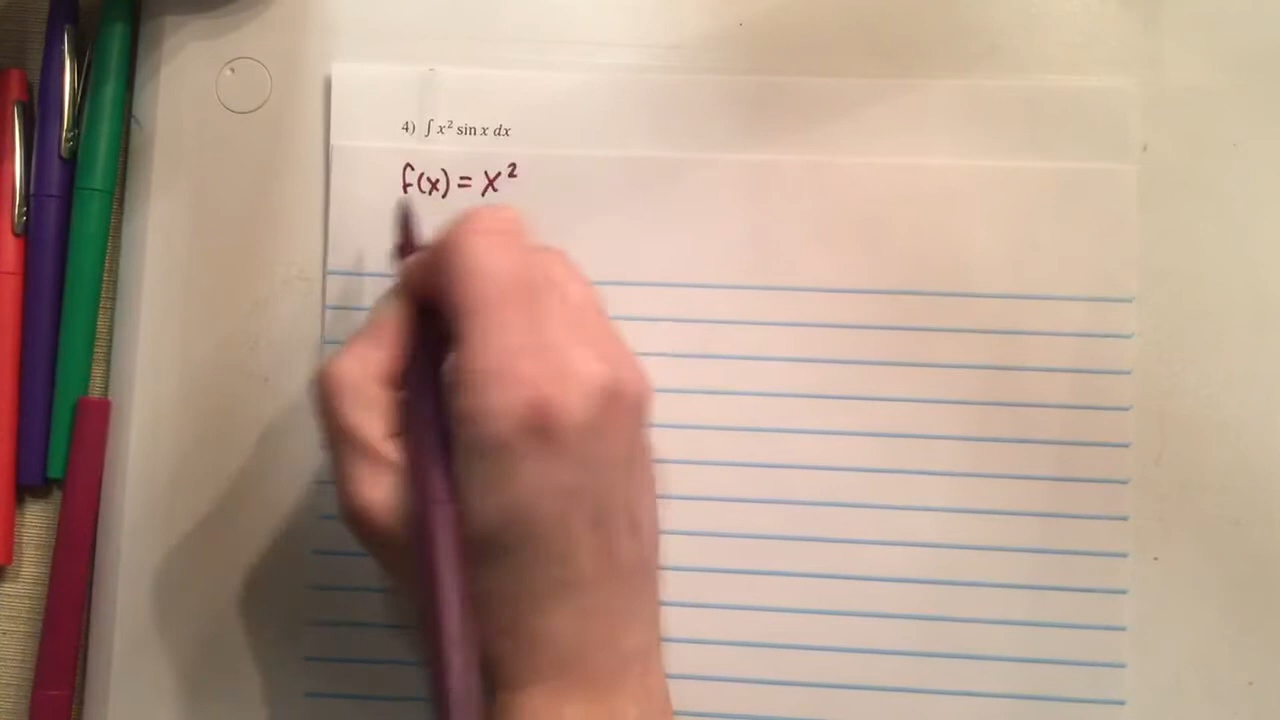 4) ∫ x² sin x dx
f(x) = x²